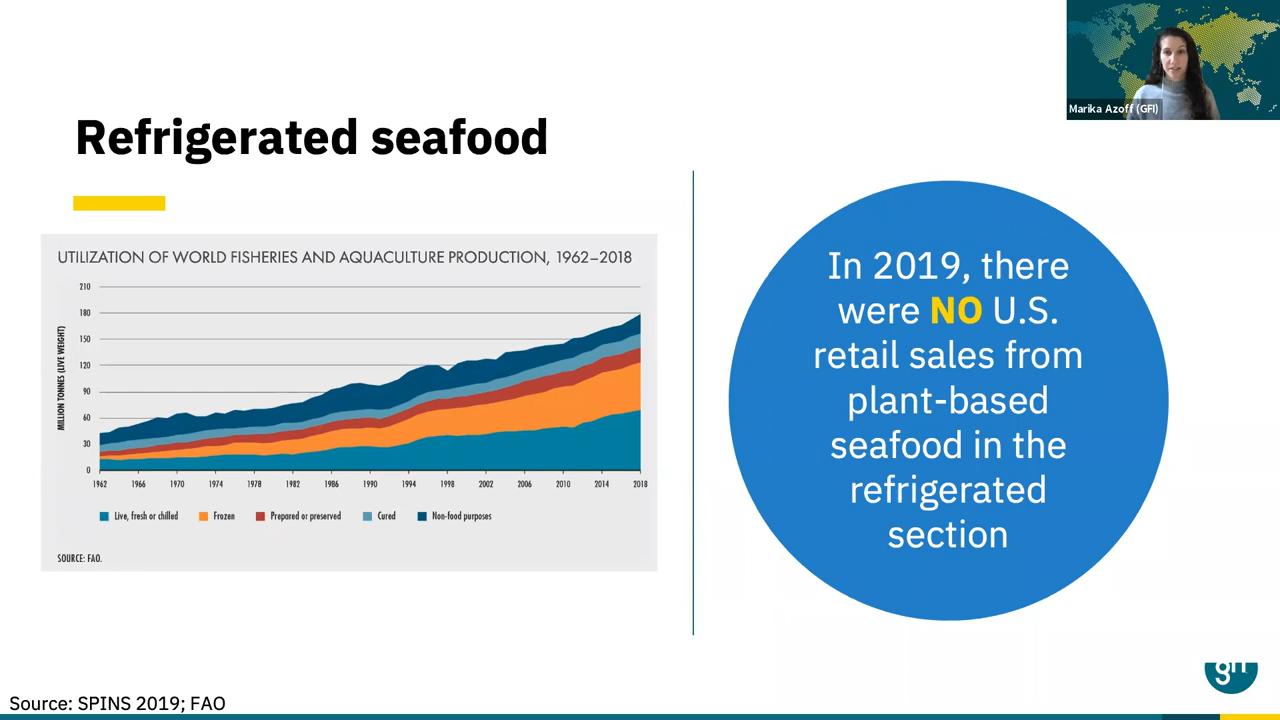 Marika Azoff (GFI)
Refrigerated seafood
UTILIZATION OF WORLD FISHERIES AND AQUACULTURE PRODUCTION, 1962–2018
MILLION TONNES (LIVE WEIGHT)
210
180
150
120
90
60
30
0
1962 1966 1970 1974 1978 1982 1986 1990 1994 1998 2002 2006 2010 2014 2018
Live, fresh or chilled Frozen Prepared or preserved Cured Non-food purposes
SOURCE: FAO.
In 2019, there
were NO U.S.
retail sales from
plant-based
seafood in the
refrigerated
section
gfi
Source: SPINS 2019; FAO